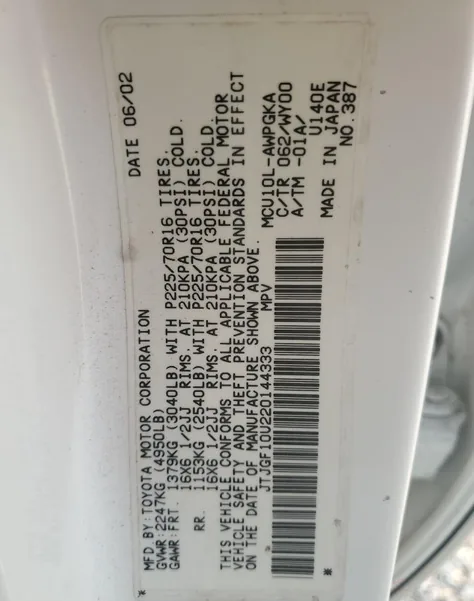 MFD.BY:TOYOTA MOTOR CORPORATION DATE 06/02
GVWR:2247KG (4950LB)
GAWR:FRT. 1379KG (3040LB) WITH P225/70R16 TIRES.
16X6 1/2JJ RIMS. AT 210KPA (30PSI) COLD.
RR. 1153KG (2540LB) WITH P225/70R16 TIRES.
16X6 1/2JJ RIMS. AT 210KPA (30PSI) COLD.
THIS VEHICLE CONFORMS TO ALL APPLICABLE FEDERAL MOTOR
VEHICLE SAFETY AND THEFT PREVENTION STANDARDS IN EFFECT
ON THE DATE OF MANUFACTURE SHOWN ABOVE.
JTJGF10U220144333 MPV MCU10L-AWPGKA
C/TR 062/WY00
A/TM -01A/ U140E
MADE IN JAPAN
* * NO.387